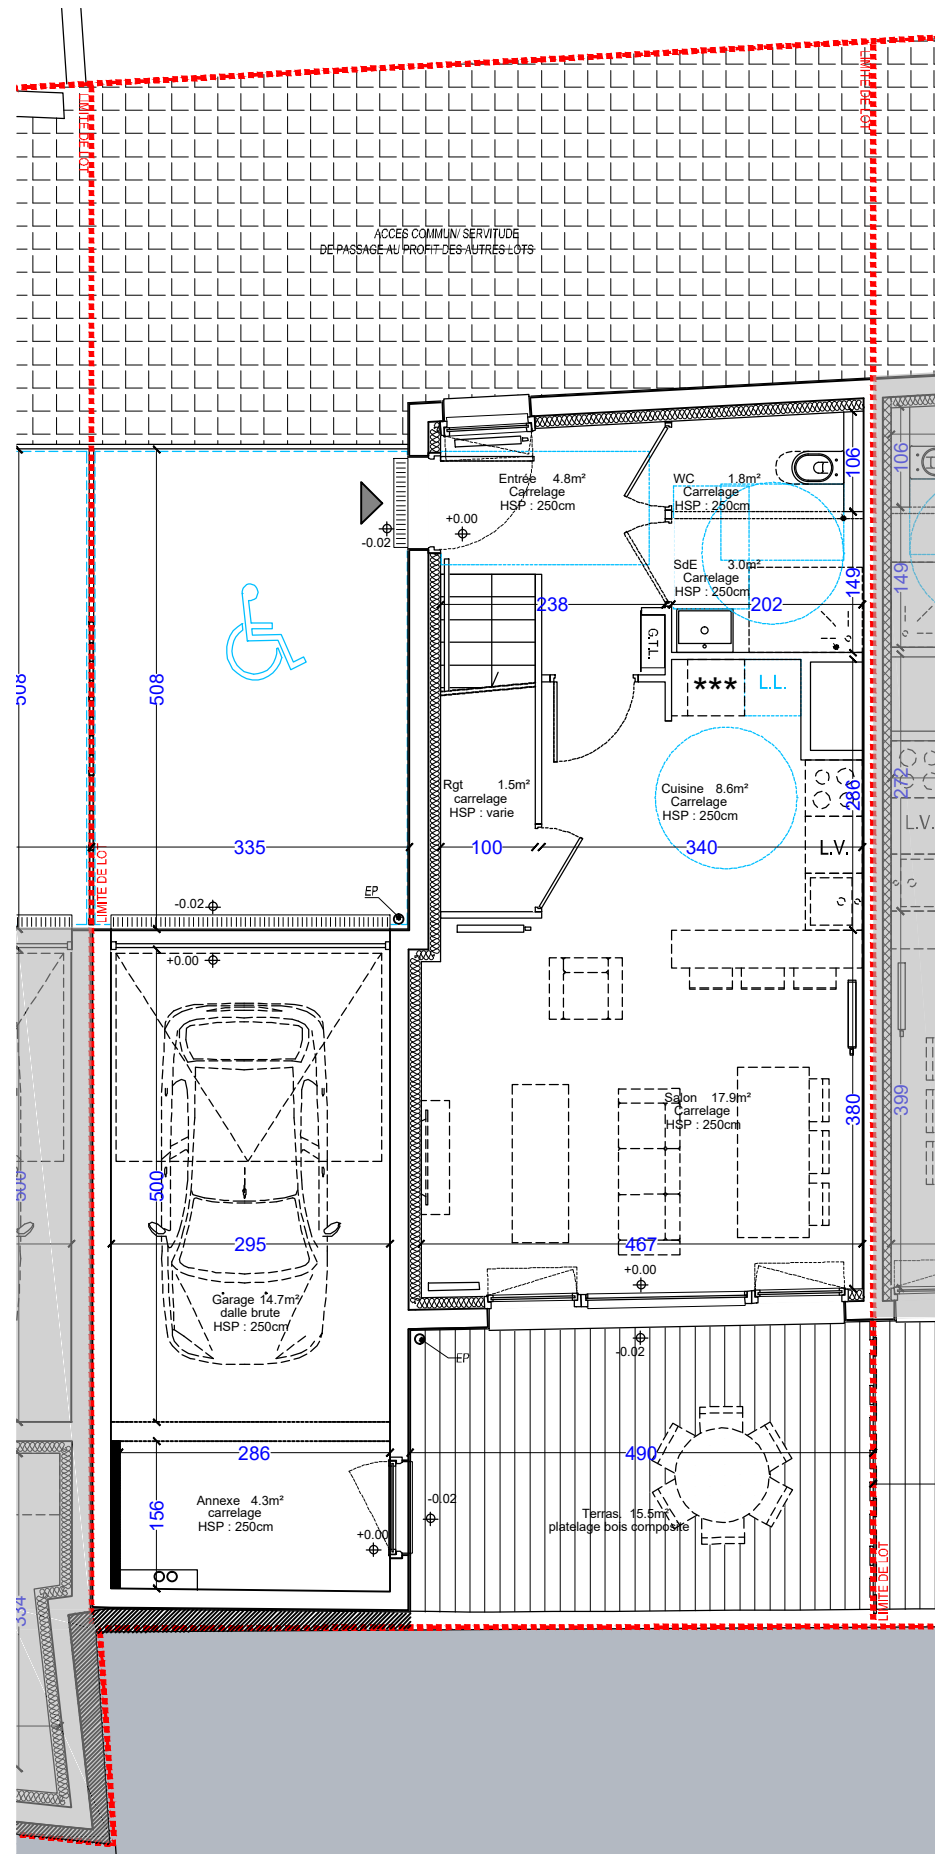 LIMITE DE LOT
LIMITE DE LOT
ACCES COMMUN/ SERVITUDE
DE PASSAGE AU PROFIT DES AUTRES LOTS
Entrée 4.8m²
Carrelage
HSP : 250cm
WC 1.8m²
Carrelage
HSP : 250cm
106
106
+0.00
-0.02
SdE 3.0m²
Carrelage
HSP : 250cm
149
149
238
202
G.T.L.
508
508
***
L.L.
Rgt 1.5m²
carrelage
HSP : varie
Cuisine 8.6m²
Carrelage
HSP : 250cm
286
272
335
100
340
L.V.
L.V.
LIMITE DE LOT
-0.02
EP
+0.00
Salon 17.9m²
Carrelage
HSP : 250cm
380
399
500
500
295
467
+0.00
Garage 14.7m²
dalle brute
HSP : 250cm
-0.02
EP
286
490
Annexe 4.3m²
carrelage
HSP : 250cm
156
-0.02
+0.00
Terras. 15.5m²
platelage bois composite
LIMITE DE LOT
334